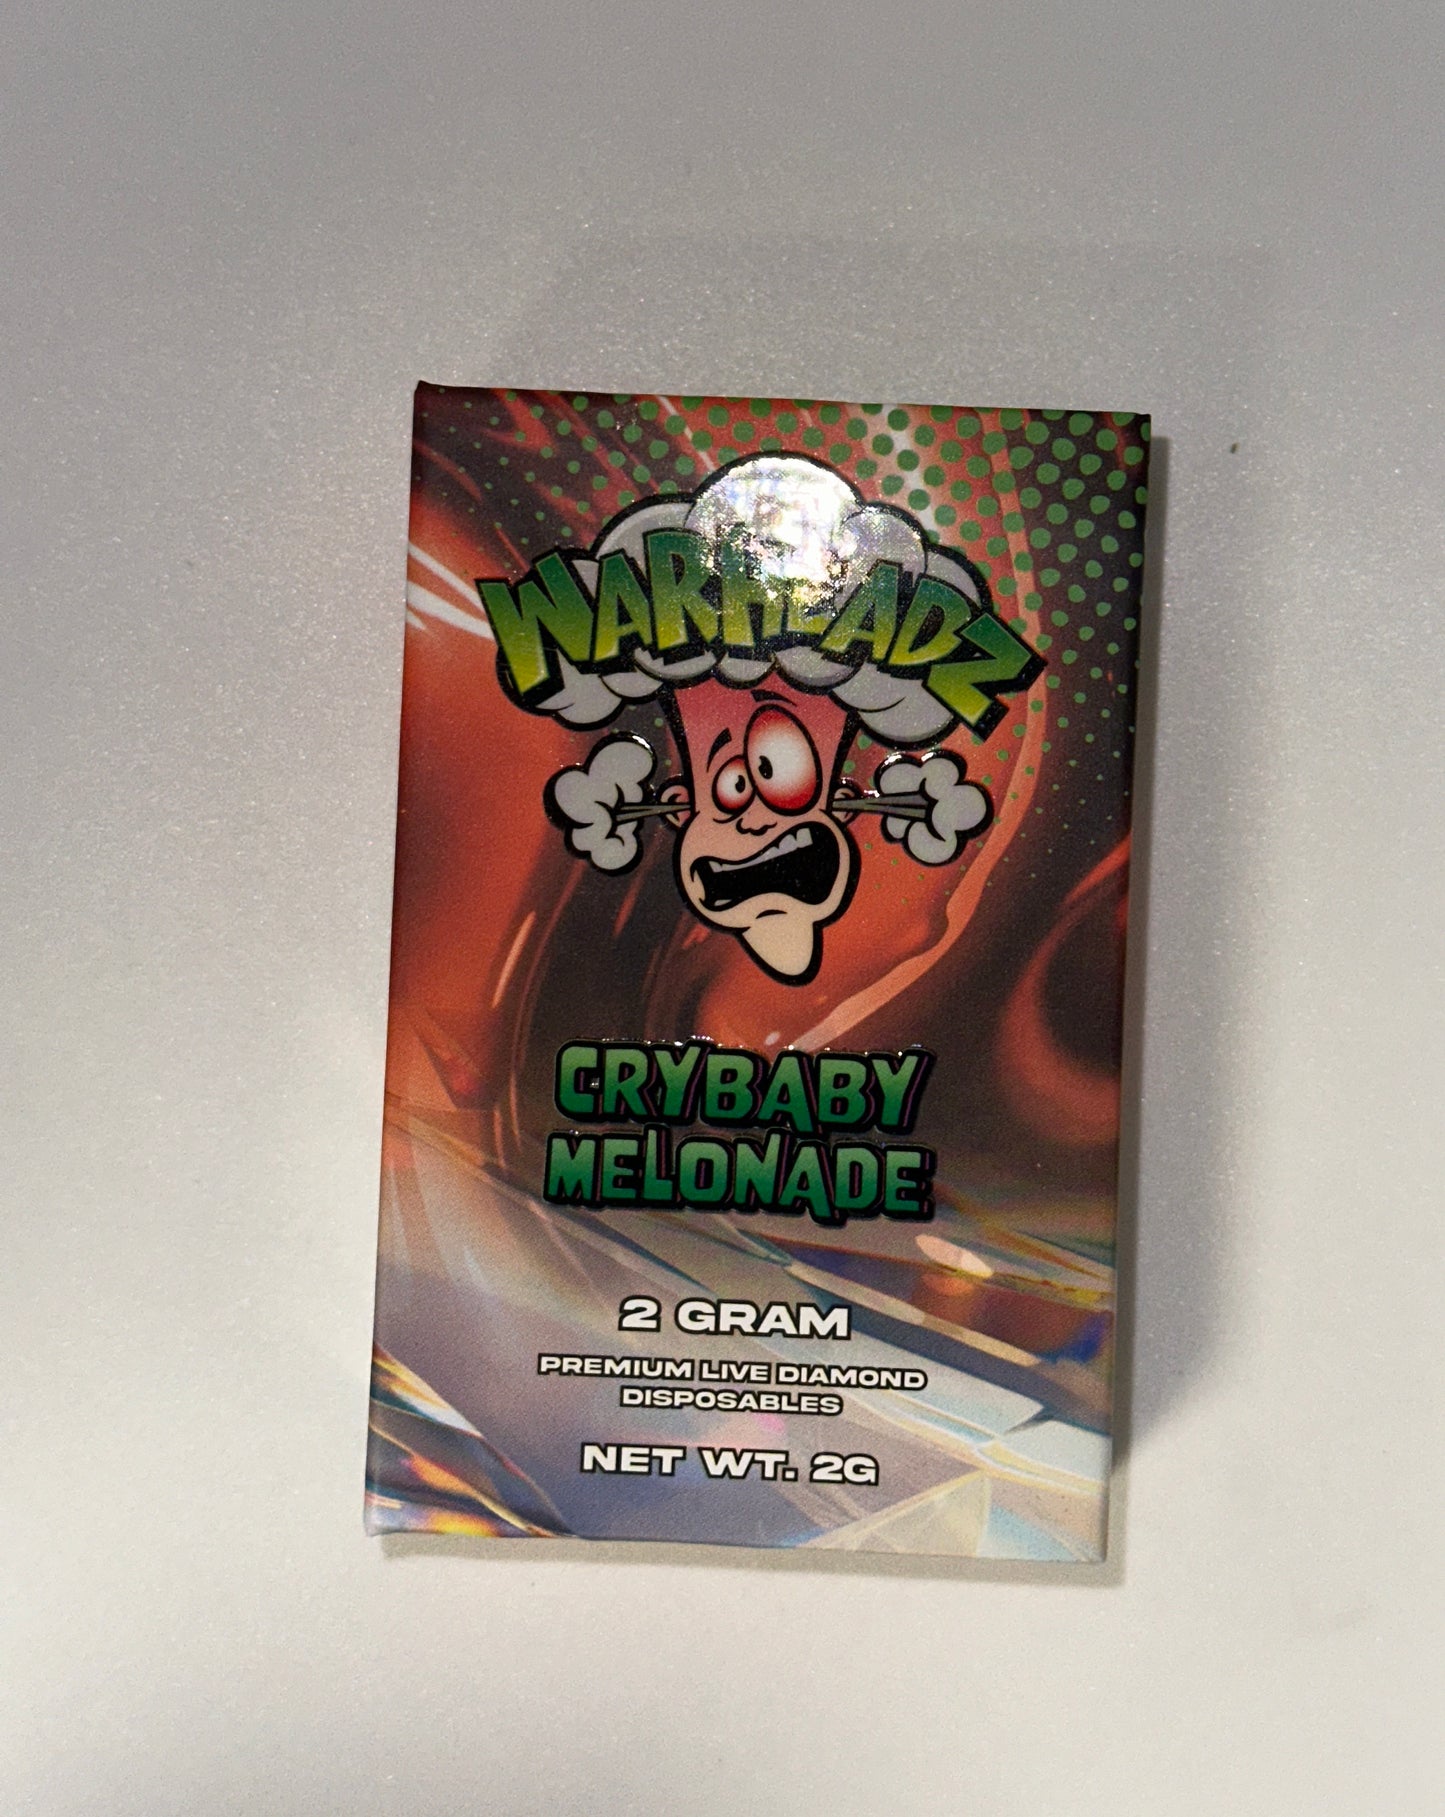 WARHEADZ
CRYBABY
MELONADE
2 GRAM
PREMIUM LIVE DIAMOND
DISPOSABLES
NET WT. 2G